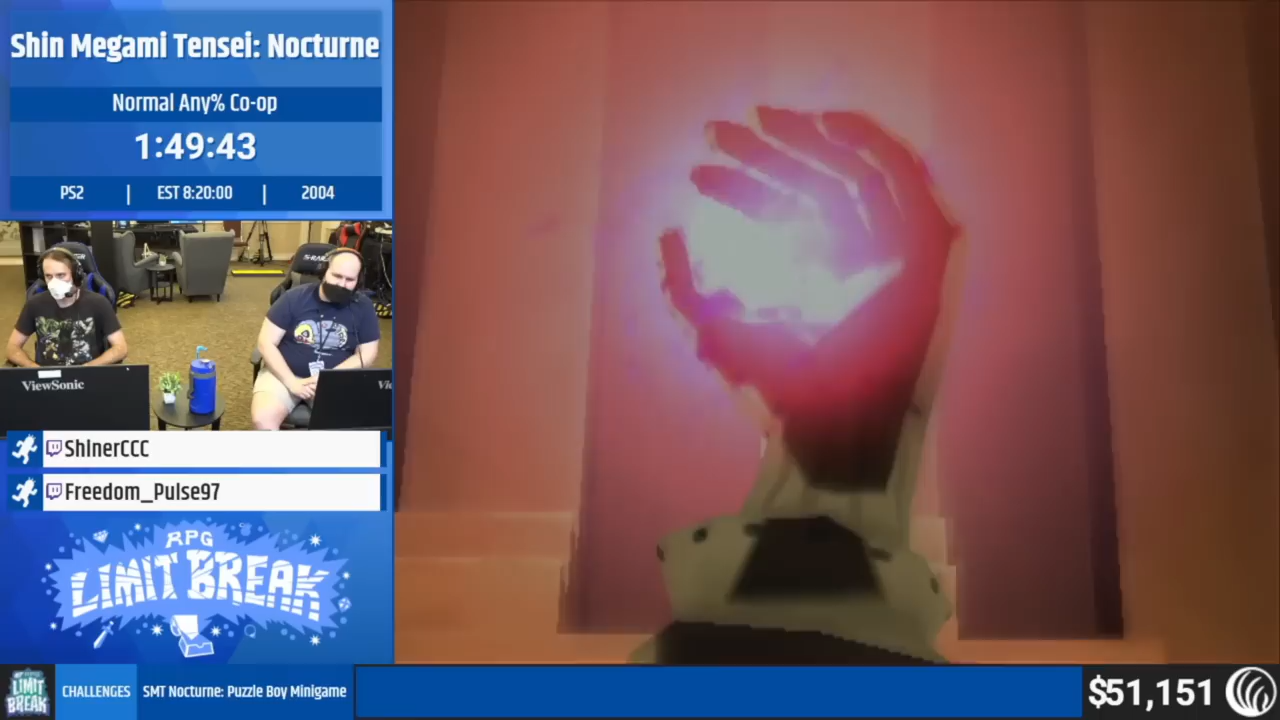 Shin Megami Tensei: Nocturne
Normal Any% Co-op
1:49:43
PS2 | EST 8:20:00 | 2004
ViewSonic
ShInerCCC
Freedom_Pulse97
RPG
LIMIT BREAK
LIMIT
BREAK
CHALLENGES
SMT Nocturne: Puzzle Boy Minigame
$51,151